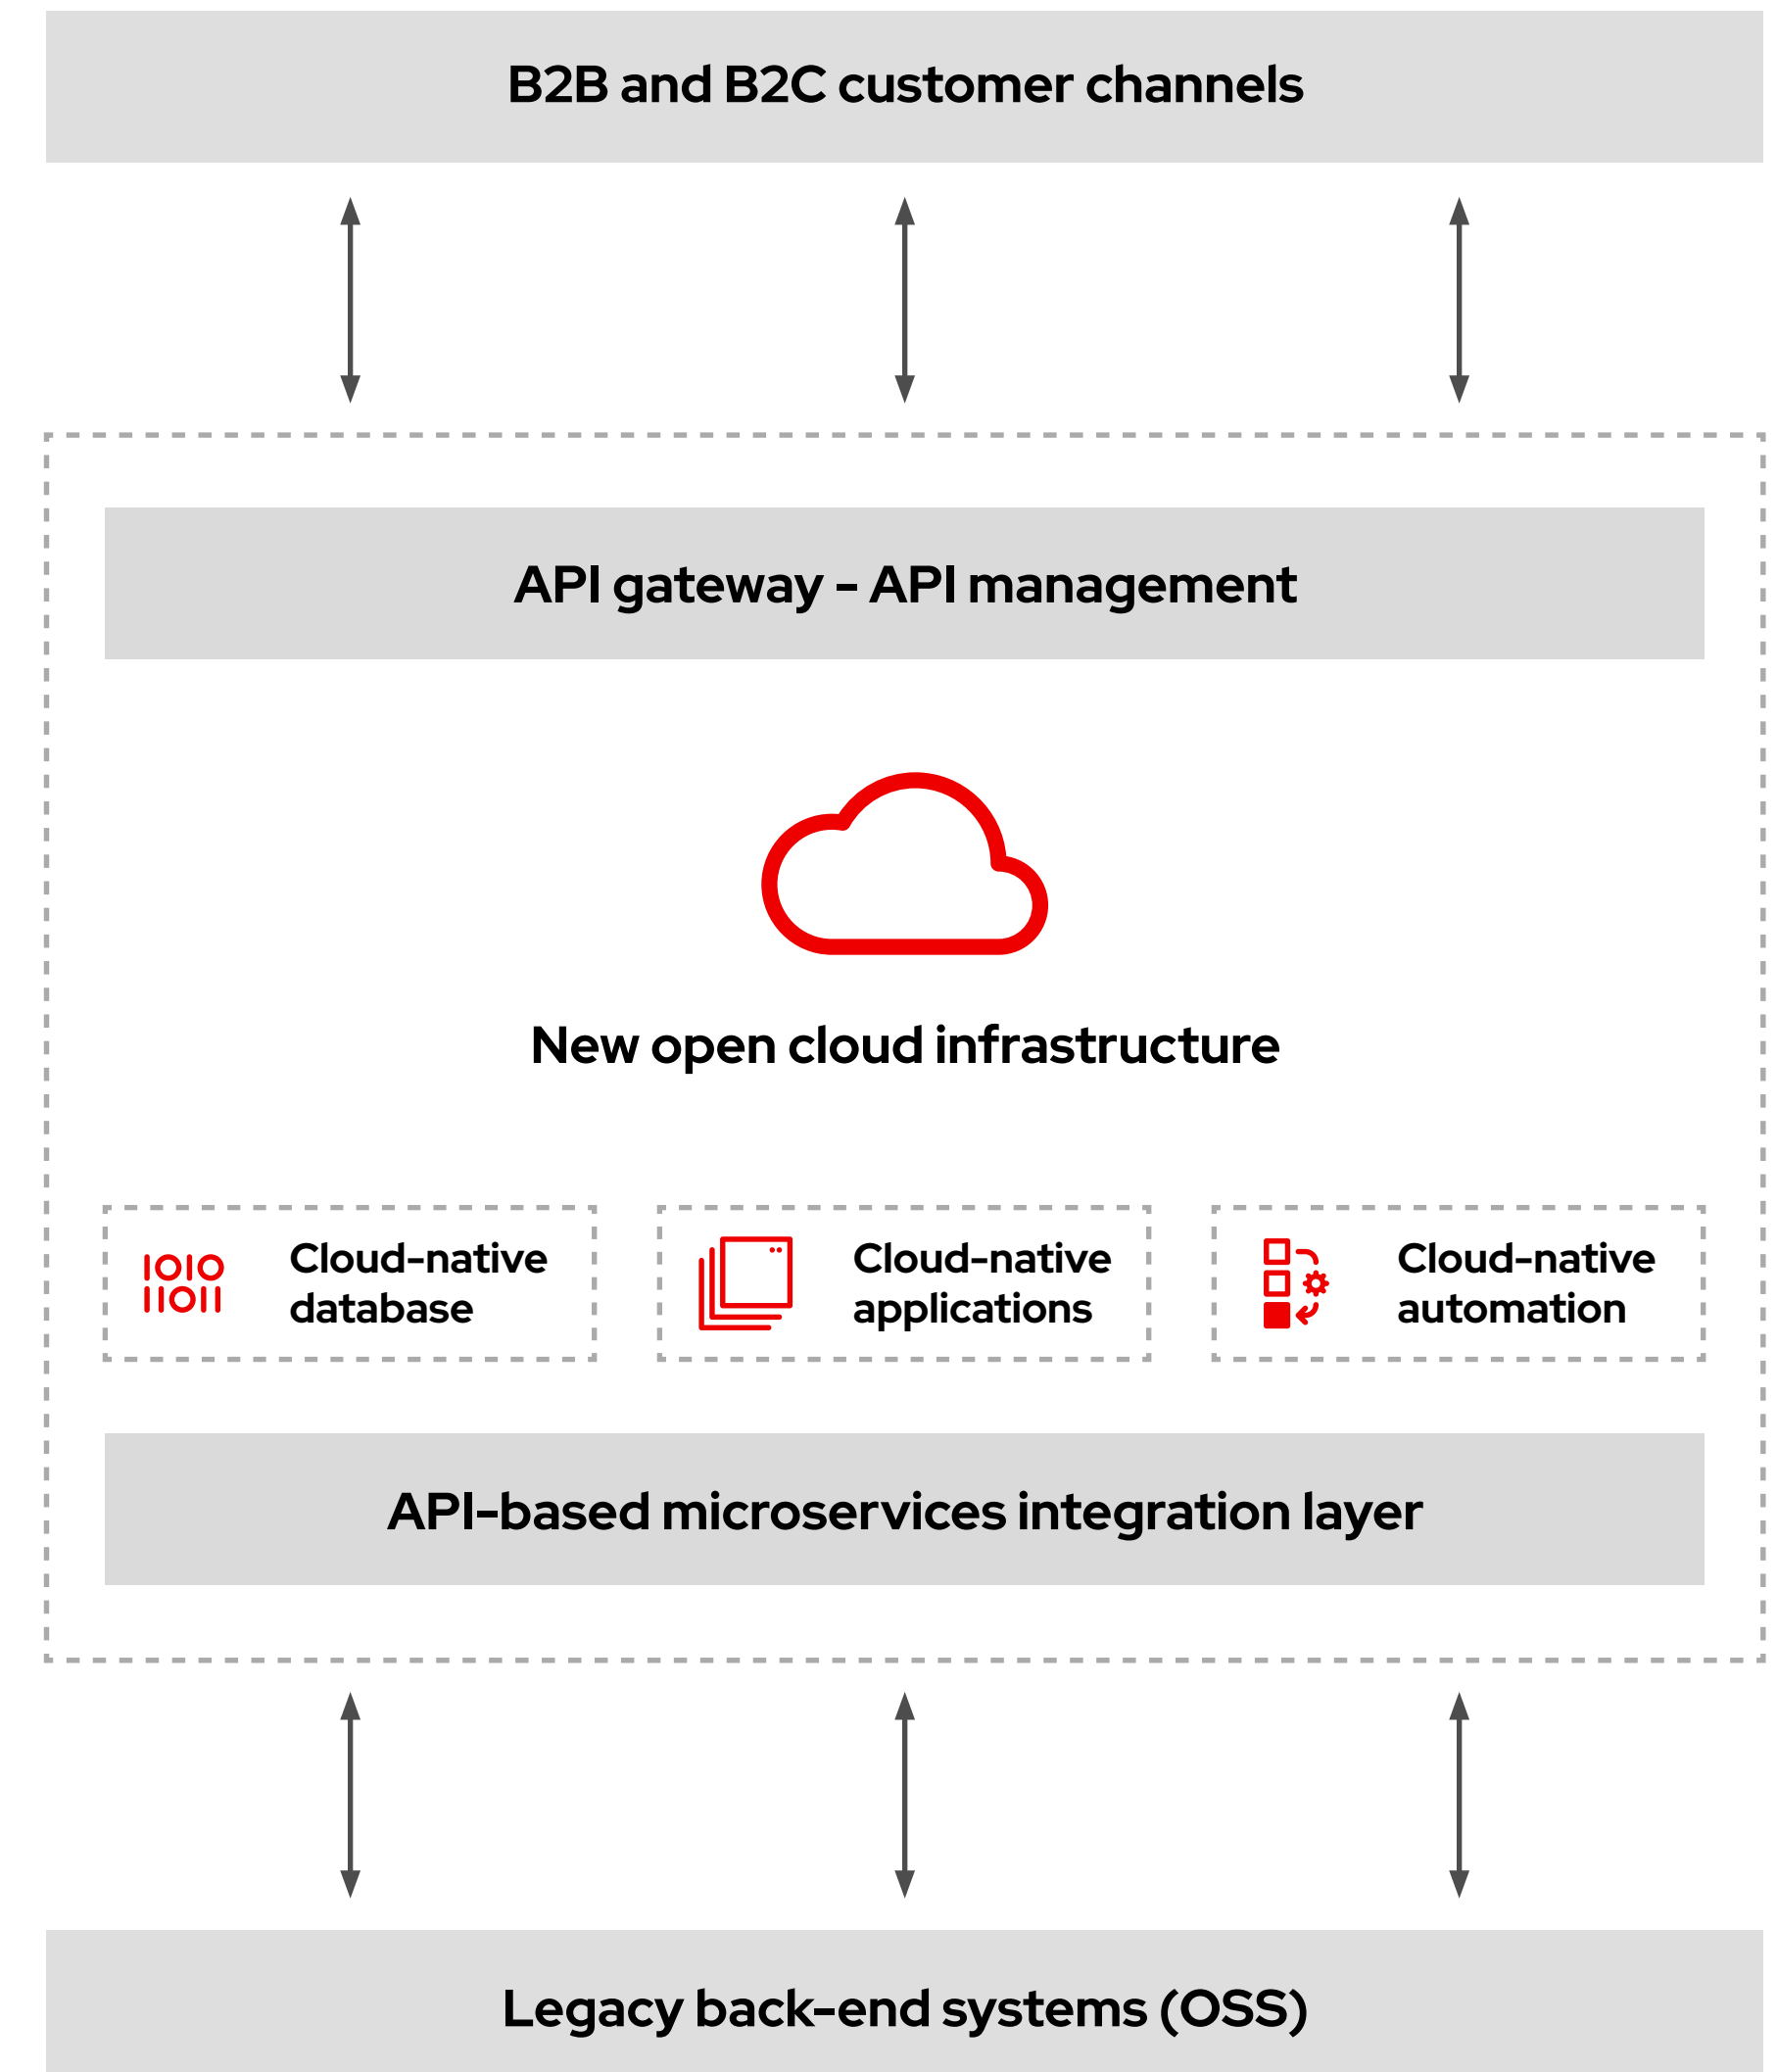 B2B and B2C customer channels
API gateway - API management
New open cloud infrastructure
Cloud-native
database
Cloud-native
applications
Cloud-native
automation
API-based microservices integration layer
Legacy back-end systems (OSS)